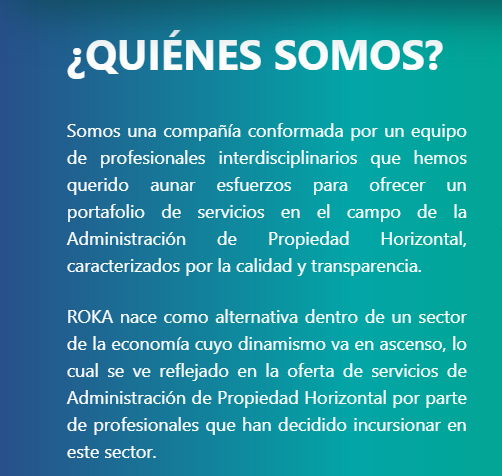 ¿QUIÉNES SOMOS?
Somos una compañía conformada por un equipo
de profesionales interdisciplinarios que hemos
querido aunar esfuerzos para ofrecer un
portafolio de servicios en el campo de la
Administración de Propiedad Horizontal,
caracterizados por la calidad y transparencia.
ROKA nace como alternativa dentro de un sector
de la economía cuyo dinamismo va en ascenso, lo
cual se ve reflejado en la oferta de servicios de
Administración de Propiedad Horizontal por parte
de profesionales que han decidido incursionar en
este sector.